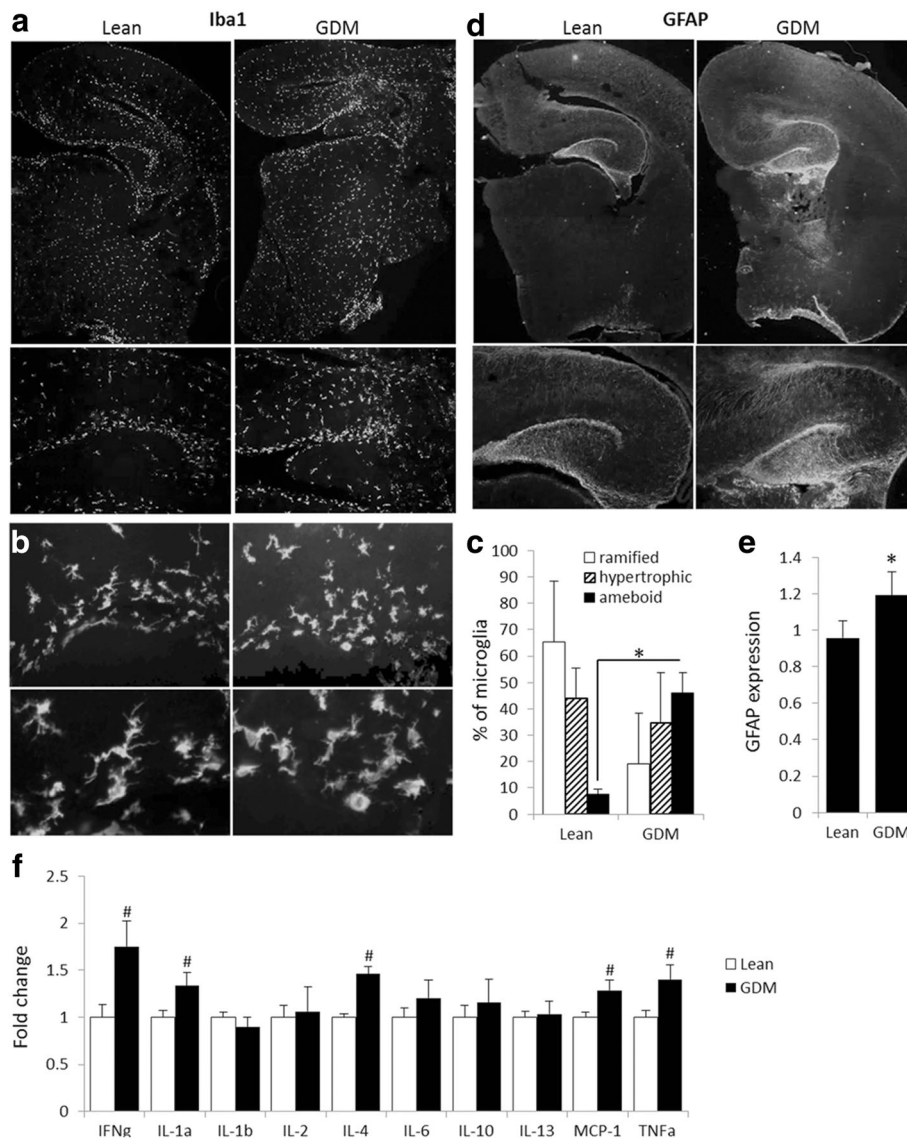 a Iba1
Lean GDM
d GFAP
Lean GDM
b
c
% of microglia
100
90
80
70
60
50
40
30
20
10
0
ramified
hypertrophic
ameboid
*
Lean GDM
e
GFAP expression
1.4
1.2
1
0.8
0.6
0.4
0.2
0
*
Lean GDM
f
Fold change
2.5
2
1.5
1
0.5
0
# # # # #
Lean
GDM
IFNg IL-1a IL-1b IL-2 IL-4 IL-6 IL-10 IL-13 MCP-1 TNFa